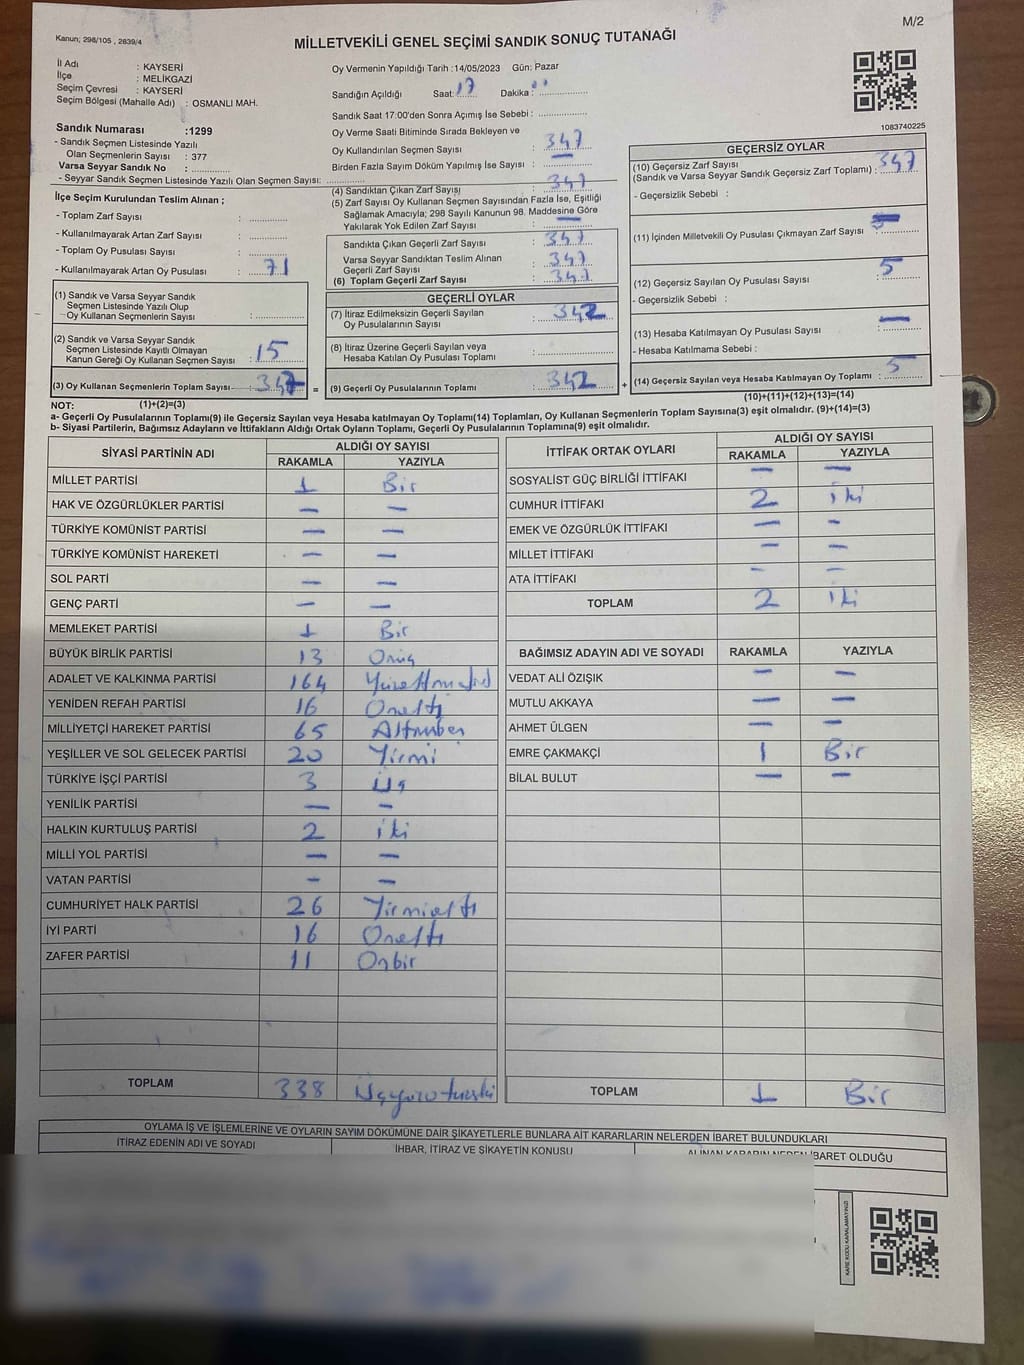 M/2
Kanun; 298/105 , 2839/4
MİLLETVEKİLİ GENEL SEÇİMİ SANDIK SONUÇ TUTANAĞI
İl Adı : KAYSERİ
İlçe : MELİKGAZİ
Seçim Çevresi : KAYSERİ
Seçim Bölgesi (Mahalle Adı) : OSMANLI MAH.
Sandık Numarası :1299
- Sandık Seçmen Listesinde Yazılı
Olan Seçmenlerin Sayısı : 377
Varsa Seyyar Sandık No :
- Seyyar Sandık Seçmen Listesinde Yazılı Olan Seçmen Sayısı:
Oy Vermenin Yapıldığı Tarih :14/05/2023 Gün: Pazar
Sandığın Açıldığı Saat: 17 Dakika :
Sandık Saat 17:00'den Sonra Açımış İse Sebebi :
Oy Verme Saati Bitiminde Sırada Bekleyen ve
Oy Kullandırılan Seçmen Sayısı : 347
Birden Fazla Sayım Döküm Yapılmış İse Sayısı :
1083740225
İlçe Seçim Kurulundan Teslim Alınan ;
- Toplam Zarf Sayısı :
- Kullanılmayarak Artan Zarf Sayısı :
- Toplam Oy Pusulası Sayısı :
- Kullanılmayarak Artan Oy Pusulası : 71
(1) Sandık ve Varsa Seyyar Sandık
Seçmen Listesinde Yazılı Olup
Oy Kullanan Seçmenlerin Sayısı :
(2) Sandık ve Varsa Seyyar Sandık
Seçmen Listesinde Kayıtlı Olmayan
Kanun Gereği Oy Kullanan Seçmen Sayısı : 15
(3) Oy Kullanan Seçmenlerin Toplam Sayısı : 347 =
(4) Sandıktan Çıkan Zarf Sayısı : 347
(5) Zarf Sayısı Oy Kullanan Seçmen Sayısından Fazla İse, Eşitliği
Sağlamak Amacıyla; 298 Sayılı Kanunun 98. Maddesine Göre
Yakılarak Yok Edilen Zarf Sayısı : —
Sandıkta Çıkan Geçerli Zarf Sayısı : 347
Varsa Seyyar Sandıktan Teslim Alınan
Geçerli Zarf Sayısı : 347
(6) Toplam Geçerli Zarf Sayısı : 347
GEÇERLİ OYLAR
(7) İtiraz Edilmeksizin Geçerli Sayılan
Oy Pusulalarının Sayısı : 342
(8) İtiraz Üzerine Geçerli Sayılan veya
Hesaba Katılan Oy Pusulası Toplamı :
(9) Geçerli Oy Pusulalarının Toplamı : 342 +
GEÇERSİZ OYLAR
(10) Geçersiz Zarf Sayısı
(Sandık ve Varsa Seyyar Sandık Geçersiz Zarf Toplamı) : 347
- Geçersizlik Sebebi :
(11) İçinden Milletvekili Oy Pusulası Çıkmayan Zarf Sayısı :
(12) Geçersiz Sayılan Oy Pusulası Sayısı : 5
- Geçersizlik Sebebi :
(13) Hesaba Katılmayan Oy Pusulası Sayısı : —
- Hesaba Katılmama Sebebi :
(14) Geçersiz Sayılan veya Hesaba Katılmayan Oy Toplamı : 5
NOT: (1)+(2)=(3) (10)+(11)+(12)+(13)=(14)
a- Geçerli Oy Pusulalarının Toplamı(9) ile Geçersiz Sayılan veya Hesaba katılmayan Oy Toplamı(14) Toplamları, Oy Kullanan Seçmenlerin Toplam Sayısına(3) eşit olmalıdır. (9)+(14)=(3)
b- Siyasi Partilerin, Bağımsız Adayların ve İttifakların Aldığı Ortak Oyların Toplamı, Geçerli Oy Pusulalarının Toplamına(9) eşit olmalıdır.
SİYASİ PARTİNİN ADI ALDIĞI OY SAYISI
RAKAMLA YAZIYLA
MİLLET PARTİSİ 1 Bir
HAK VE ÖZGÜRLÜKLER PARTİSİ — —
TÜRKİYE KOMÜNİST PARTİSİ — —
TÜRKİYE KOMÜNİST HAREKETİ — —
SOL PARTİ — —
GENÇ PARTİ — —
MEMLEKET PARTİSİ 1 Bir
BÜYÜK BİRLİK PARTİSİ 13 Onüç
ADALET VE KALKINMA PARTİSİ 164
YENİDEN REFAH PARTİSİ 16 Onaltı
MİLLİYETÇİ HAREKET PARTİSİ 65 Altmışbeş
YEŞİLLER VE SOL GELECEK PARTİSİ 20 Yirmi
TÜRKİYE İŞÇİ PARTİSİ 3 Üç
YENİLİK PARTİSİ — —
HALKIN KURTULUŞ PARTİSİ 2 iki
MİLLİ YOL PARTİSİ — —
VATAN PARTİSİ — —
CUMHURİYET HALK PARTİSİ 26 Yirmialtı
İYİ PARTİ 16 Onaltı
ZAFER PARTİSİ 11 Onbir
TOPLAM 338
İTTİFAK ORTAK OYLARI ALDIĞI OY SAYISI
RAKAMLA YAZIYLA
SOSYALİST GÜÇ BİRLİĞİ İTTİFAKI — —
CUMHUR İTTİFAKI 2 iki
EMEK VE ÖZGÜRLÜK İTTİFAKI — —
MİLLET İTTİFAKI — —
ATA İTTİFAKI — —
TOPLAM 2 iki
BAĞIMSIZ ADAYIN ADI VE SOYADI RAKAMLA YAZIYLA
VEDAT ALİ ÖZIŞIK — —
MUTLU AKKAYA — —
AHMET ÜLGEN — —
EMRE ÇAKMAKÇİ 1 Bir
BİLAL BULUT — —
TOPLAM 1 Bir
OYLAMA İŞ VE İŞLEMLERİNE VE OYLARIN SAYIM DÖKÜMÜNE DAİR ŞİKAYETLERLE BUNLARA AİT KARARLARIN NELERDEN İBARET BULUNDUKLARI
İTİRAZ EDENİN ADI VE SOYADI İHBAR, İTİRAZ VE ŞİKAYETİN KONUSU ALINAN KARARIN NEDEN İBARET OLDUĞU
KARE KODU KARALAMAYINIZ!